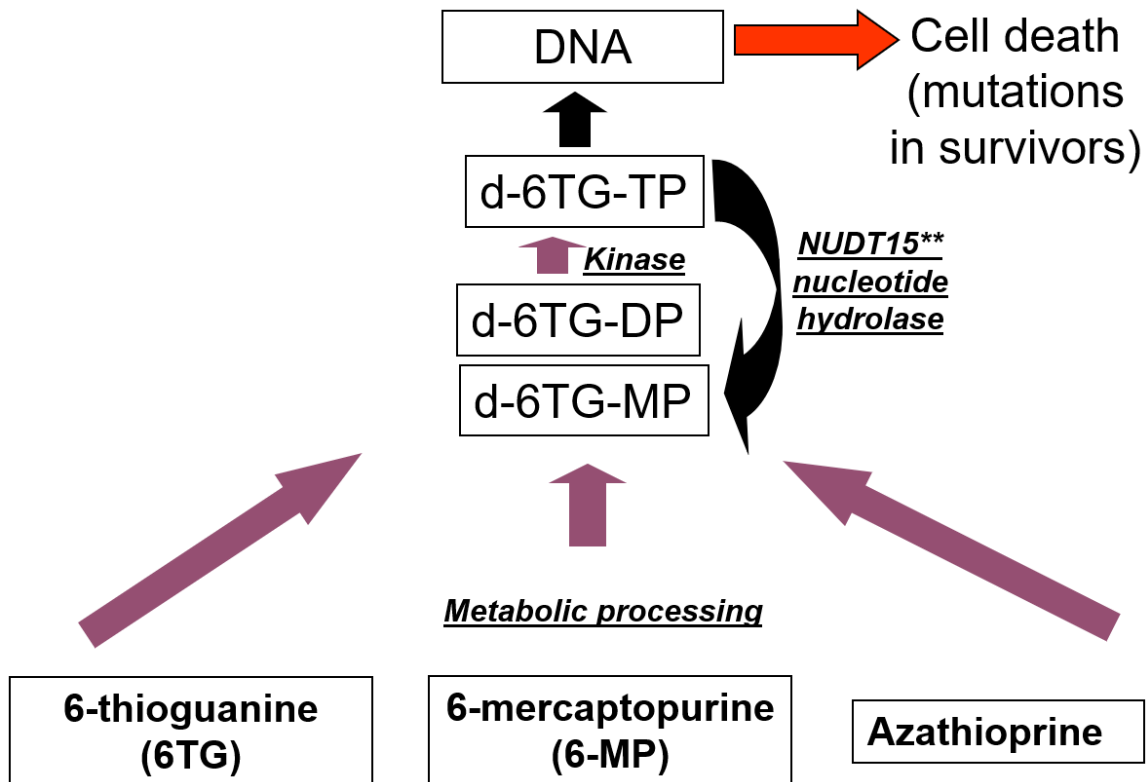 DNA
Cell death
(mutations
in survivors)
d-6TG-TP
Kinase
NUDT15**
nucleotide
hydrolase
d-6TG-DP
d-6TG-MP
Metabolic processing
6-thioguanine
(6TG)
6-mercaptopurine
(6-MP)
Azathioprine